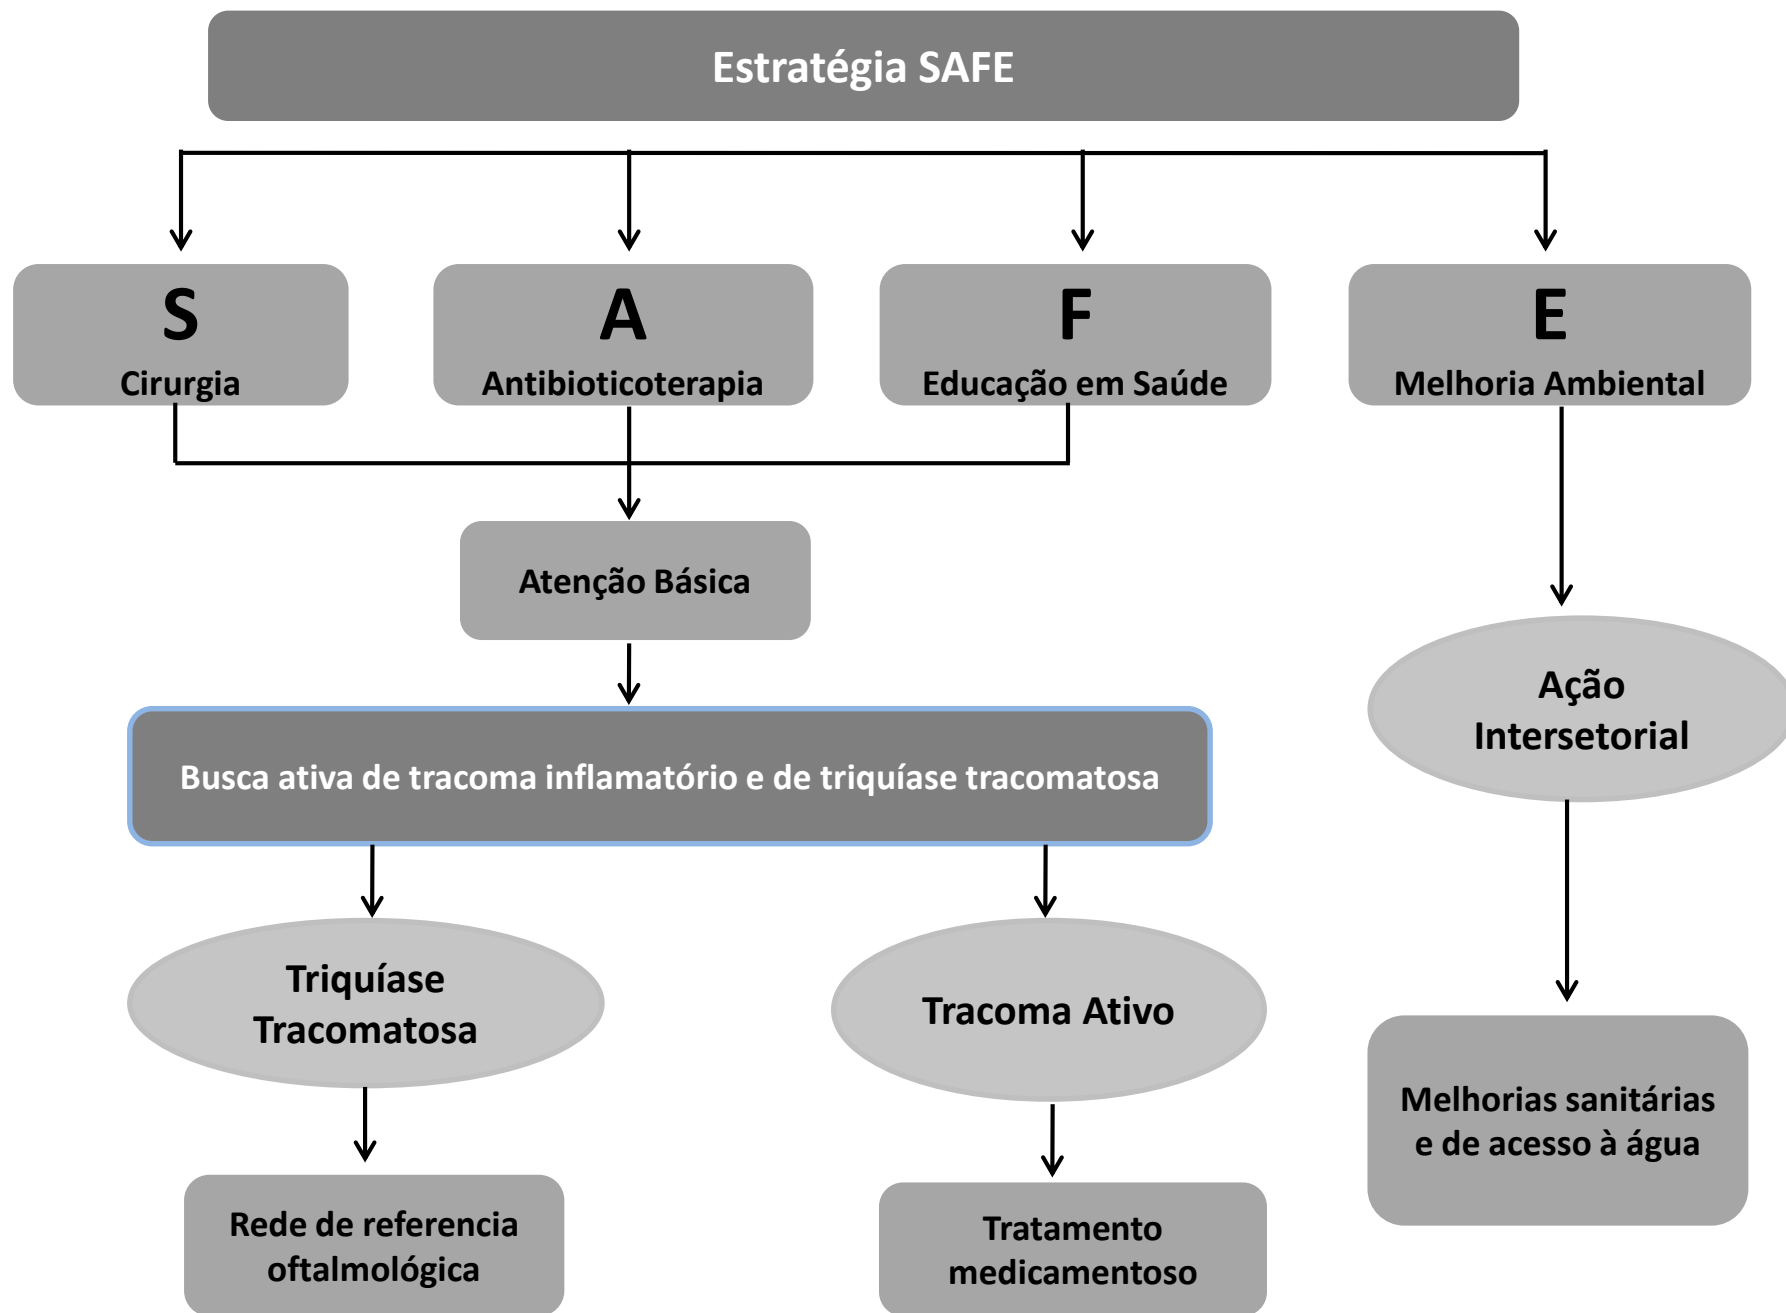 Estratégia SAFE
S
Cirurgia
A
Antibioticoterapia
F
Educação em Saúde
E
Melhoria Ambiental
Atenção Básica
Ação
Intersetorial
Busca ativa de tracoma inflamatório e de triquíase tracomatosa
Triquíase
Tracomatosa
Tracoma Ativo
Melhorias sanitárias
e de acesso à água
Rede de referencia
oftalmológica
Tratamento
medicamentoso